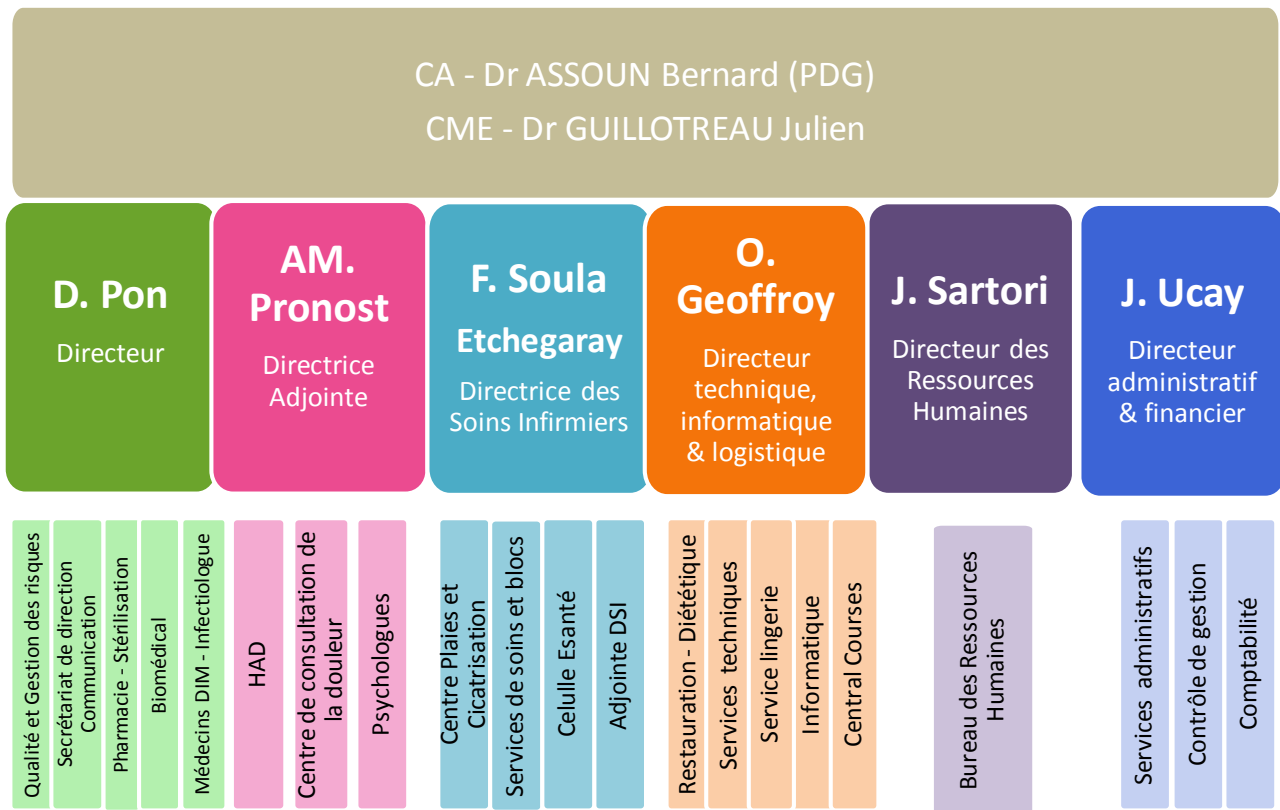 CA - Dr ASSOUN Bernard (PDG)
CME - Dr GUILLOTREAU Julien
D. Pon
Directeur
AM.
Pronost
Directrice
Adjointe
F. Soula
Etchegaray
Directrice des
Soins Infirmiers
O.
Geoffroy
Directeur
technique,
informatique
& logistique
J. Sartori
Directeur des
Ressources
Humaines
J. Ucay
Directeur
administratif
& financier
Qualité et Gestion des risques
Secrétariat de direction
Communication
Pharmacie - Stérilisation
Biomédical
Médecins DIM - Infectiologue
HAD
Centre de consultation de
la douleur
Psychologues
Centre Plaies et
Cicatrisation
Services de soins et blocs
Celulle Esanté
Adjointe DSI
Restauration - Diététique
Services techniques
Service lingerie
Informatique
Central Courses
Bureau des Ressources
Humaines
Services administratifs
Contrôle de gestion
Comptabilité